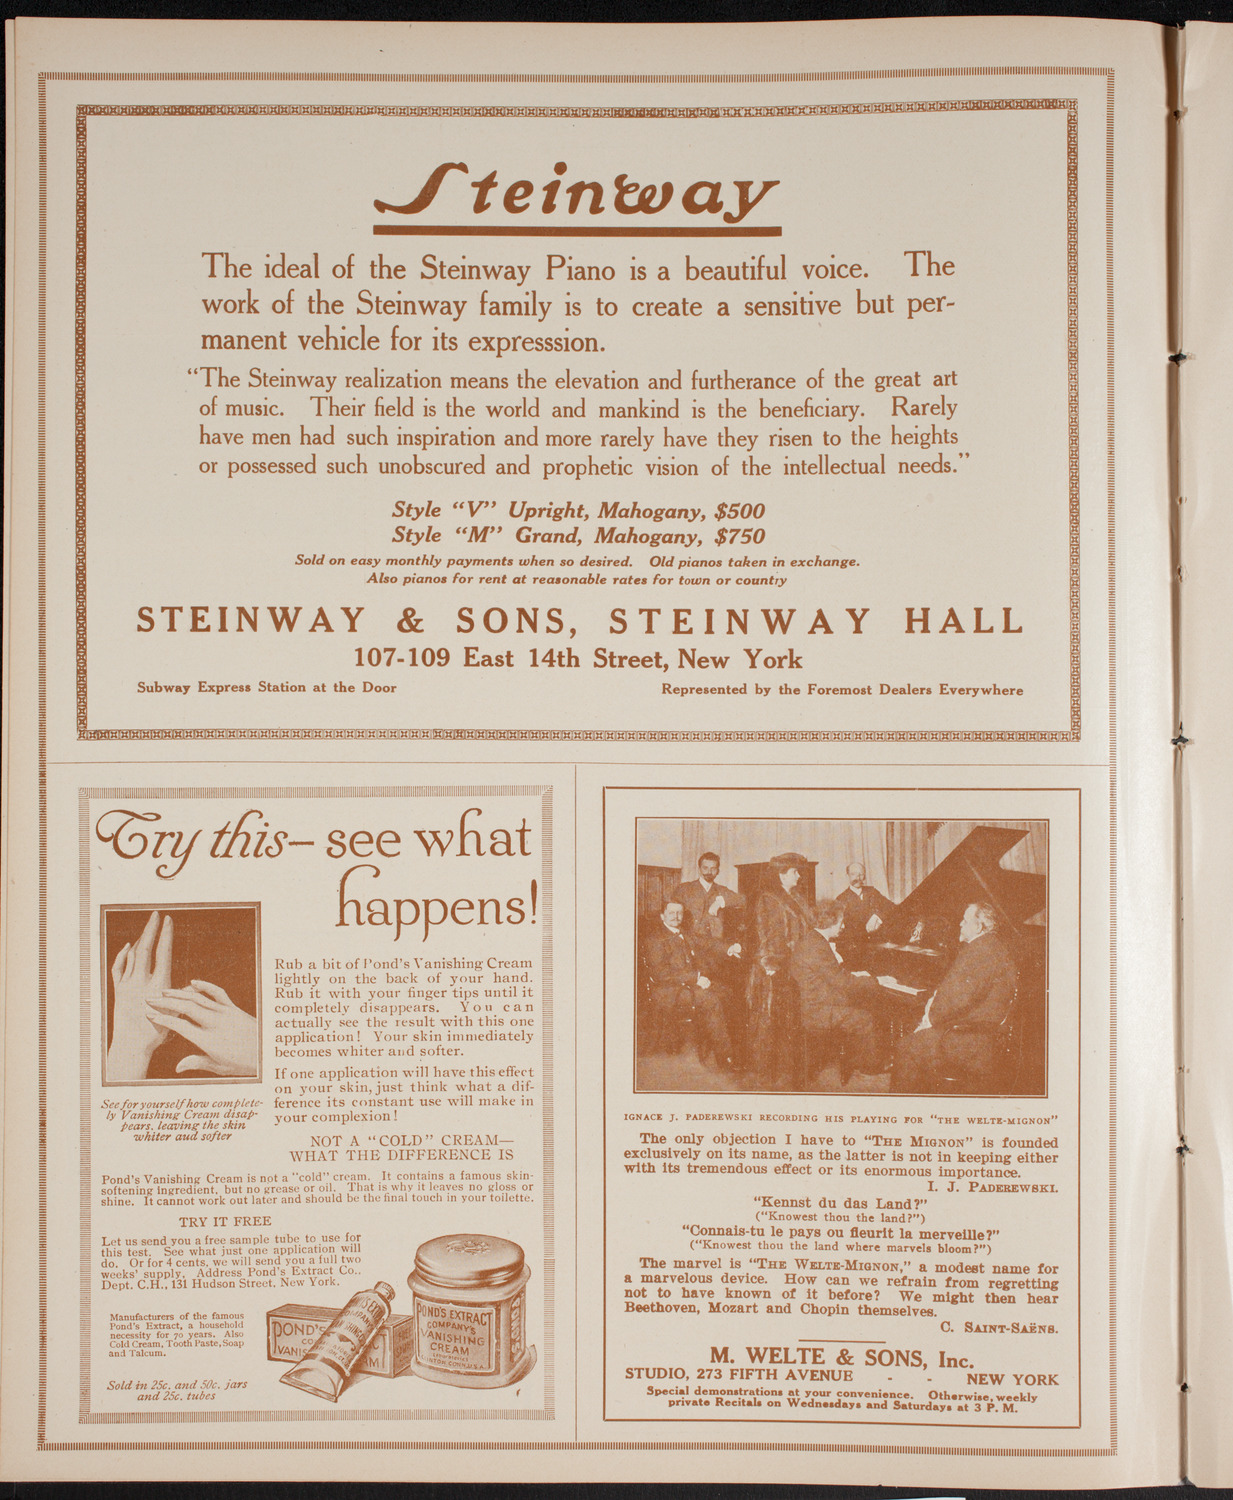 Steinway
The ideal of the Steinway Piano is a beautiful voice. The
work of the Steinway family is to create a sensitive but per-
manent vehicle for its expresssion.
"The Steinway realization means the elevation and furtherance of the great art
of music. Their field is the world and mankind is the beneficiary. Rarely
have men had such inspiration and more rarely have they risen to the heights
or possessed such unobscured and prophetic vision of the intellectual needs."
Style "V" Upright, Mahogany, $500
Style "M" Grand, Mahogany, $750
Sold on easy monthly payments when so desired. Old pianos taken in exchange.
Also pianos for rent at reasonable rates for town or country
STEINWAY & SONS, STEINWAY HALL
107-109 East 14th Street, New York
Subway Express Station at the Door
Represented by the Foremost Dealers Everywhere
Try this—see what
happens!
Rub a bit of Pond's Vanishing Cream
lightly on the back of your hand.
Rub it with your finger tips until it
completely disappears. You can
actually see the result with this one
application! Your skin immediately
becomes whiter and softer.
If one application will have this effect
on your skin, just think what a dif-
ference its constant use will make in
your complexion!
See for yourself how complete-
ly Vanishing Cream disap-
pears, leaving the skin
whiter and softer
NOT A "COLD" CREAM—
WHAT THE DIFFERENCE IS
Pond's Vanishing Cream is not a "cold" cream. It contains a famous skin-
softening ingredient, but no grease or oil. That is why it leaves no gloss or
shine. It cannot work out later and should be the final touch in your toilette.
TRY IT FREE
Let us send you a free sample tube to use for
this test. See what just one application will
do. Or for 4 cents, we will send you a full two
weeks' supply. Address Pond's Extract Co.,
Dept. C.H., 131 Hudson Street, New York.
Manufacturers of the famous
Pond's Extract, a household
necessity for 70 years. Also
Cold Cream, Tooth Paste, Soap
and Talcum.
Sold in 25c. and 50c. jars
and 25c. tubes
POND'S
VANIS
POND'S EXTRACT
COMPANY'S
VANISHING
CREAM
IGNACE J. PADEREWSKI RECORDING HIS PLAYING FOR "THE WELTE-MIGNON"
The only objection I have to "THE MIGNON" is founded
exclusively on its name, as the latter is not in keeping either
with its tremendous effect or its enormous importance.
I. J. PADEREWSKI.
"Kennst du das Land?"
("Knowest thou the land?")
"Connais-tu le pays ou fleurit la merveille?"
("Knowest thou the land where marvels bloom?")
The marvel is "THE WELTE-MIGNON," a modest name for
a marvelous device. How can we refrain from regretting
not to have known of it before? We might then hear
Beethoven, Mozart and Chopin themselves.
C. SAINT-SAËNS.
M. WELTE & SONS, Inc.
STUDIO, 273 FIFTH AVENUE - - NEW YORK
Special demonstrations at your convenience. Otherwise, weekly
private Recitals on Wednesdays and Saturdays at 3 P. M.